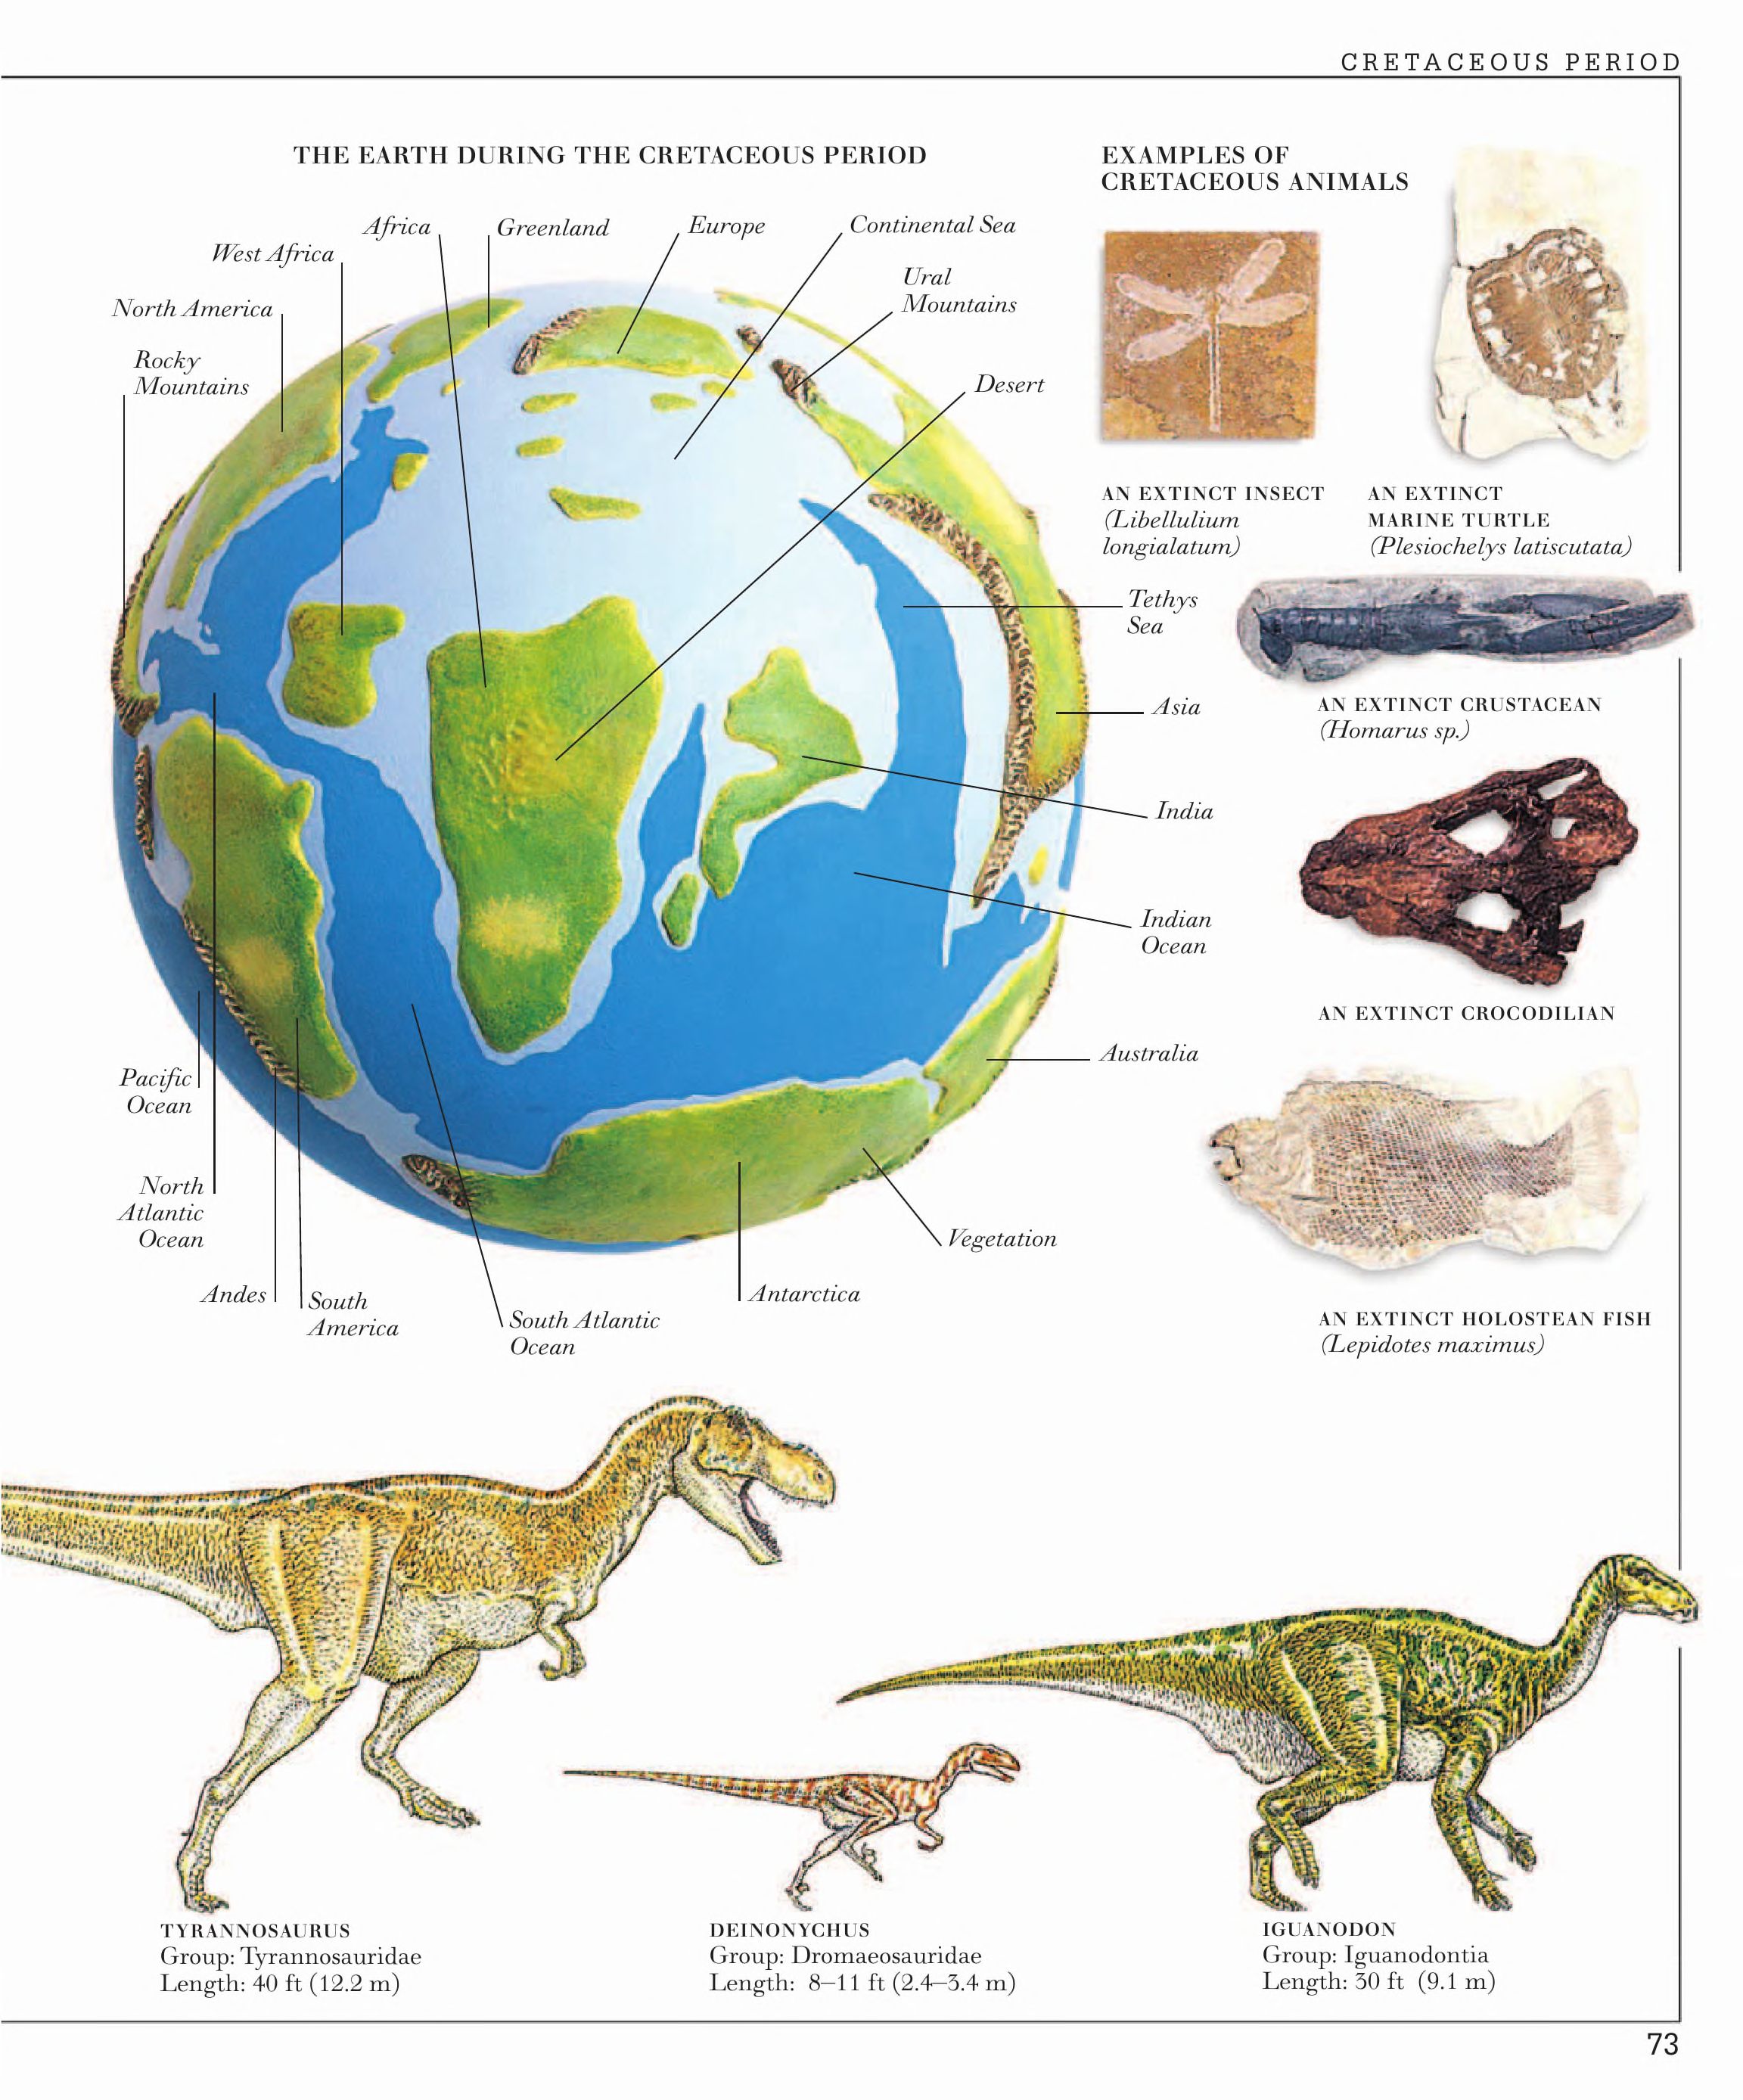 CRETACEOUS PERIOD
THE EARTH DURING THE CRETACEOUS PERIOD
Africa
Greenland
Europe
Continental Sea
West Africa
Ural
Mountains
North America
Rocky
Mountains
Desert
Tethys
Sea
Asia
India
Indian
Ocean
Australia
Pacific
Ocean
North
Atlantic
Ocean
Vegetation
Andes
South
America
Antarctica
South Atlantic
Ocean
EXAMPLES OF
CRETACEOUS ANIMALS
AN EXTINCT INSECT
(Libellulium
longialatum)
AN EXTINCT
MARINE TURTLE
(Plesiochelys latiscutata)
AN EXTINCT CRUSTACEAN
(Homarus sp.)
AN EXTINCT CROCODILIAN
AN EXTINCT HOLOSTEAN FISH
(Lepidotes maximus)
TYRANNOSAURUS
Group: Tyrannosauridae
Length: 40 ft (12.2 m)
DEINONYCHUS
Group: Dromaeosauridae
Length: 8–11 ft (2.4–3.4 m)
IGUANODON
Group: Iguanodontia
Length: 30 ft (9.1 m)
73